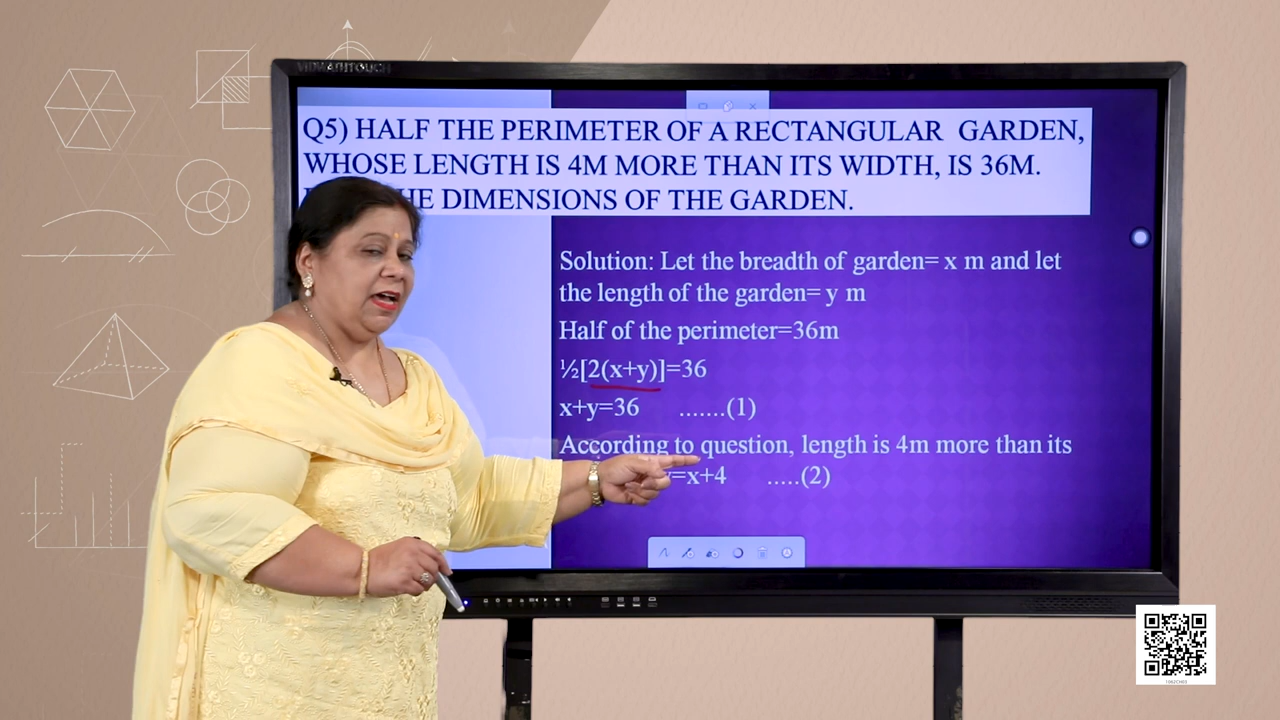 Q5) HALF THE PERIMETER OF A RECTANGULAR GARDEN,
WHOSE LENGTH IS 4M MORE THAN ITS WIDTH, IS 36M.
THE DIMENSIONS OF THE GARDEN.
Solution: Let the breadth of garden= x m and let
the length of the garden= y m
Half of the perimeter=36m
½[2(x+y)]=36
x+y=36 .......(1)
According to question, length is 4m more than its
y=x+4 .....(2)